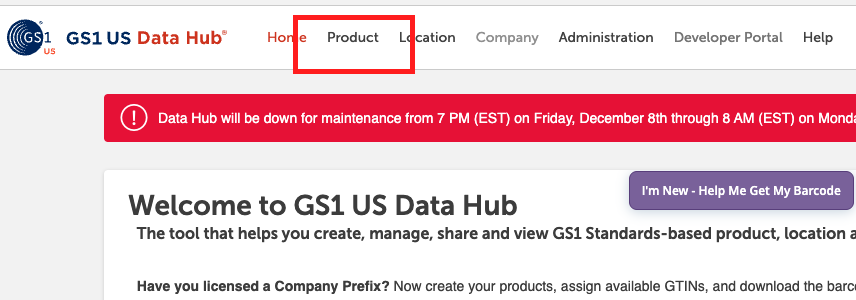 GS1 US
GS1 US Data Hub® Home Product Location Company Administration Developer Portal Help
! Data Hub will be down for maintenance from 7 PM (EST) on Friday, December 8th through 8 AM (EST) on Monda
I'm New - Help Me Get My Barcode
Welcome to GS1 US Data Hub
The tool that helps you create, manage, share and view GS1 Standards-based product, location a
Have you licensed a Company Prefix? Now create your products, assign available GTINs, and download the barc